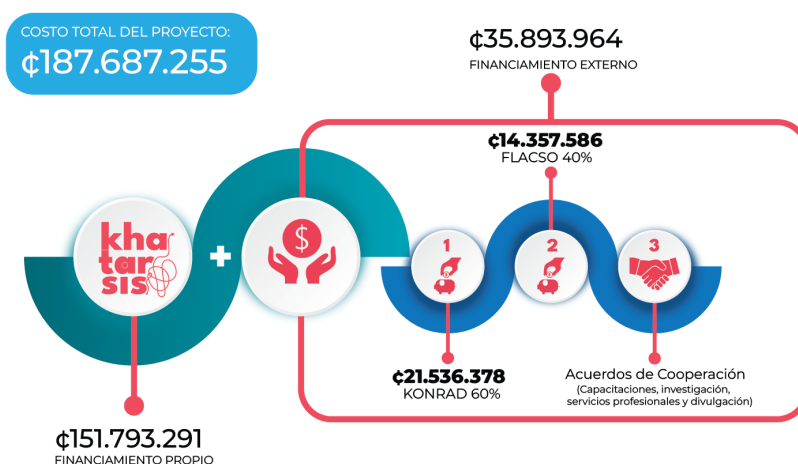 COSTO TOTAL DEL PROYECTO:
₡187.687.255
₡35.893.964
FINANCIAMIENTO EXTERNO
₡14.357.586
FLACSO 40%
kha
tar
sis
+
$
1
2
3
₡21.536.378
KONRAD 60%
Acuerdos de Cooperación
(Capacitaciones, investigación,
servicios profesionales y divulgación)
₡151.793.291
FINANCIAMIENTO PROPIO